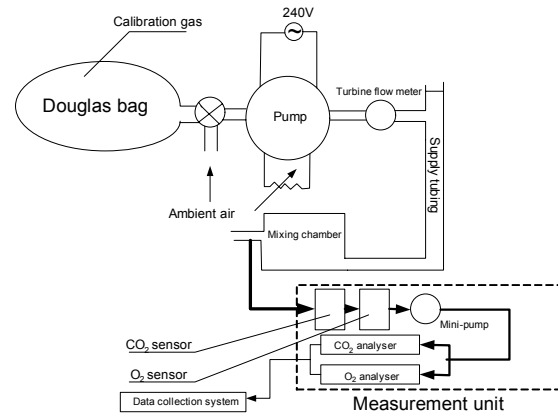 240V
Calibration gas
Turbine flow meter
Douglas bag
Pump
Supply tubing
Ambient air
Mixing chamber
Mini-pump
CO2 sensor
CO2 analyser
O2 sensor
O2 analyser
Data collection system
Measurement unit